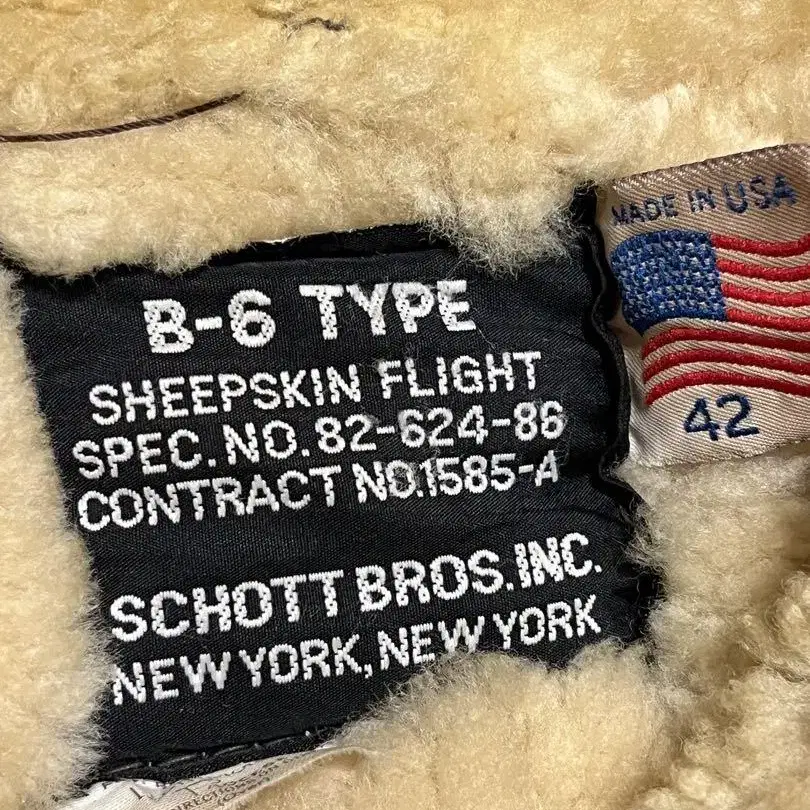 B-6 TYPE
SHEEPSKIN FLIGHT
SPEC. NO. 82-624-86
CONTRACT NO.1585-A
SCHOTT BROS.INC.
NEW YORK, NEW YORK
MADE IN USA
42